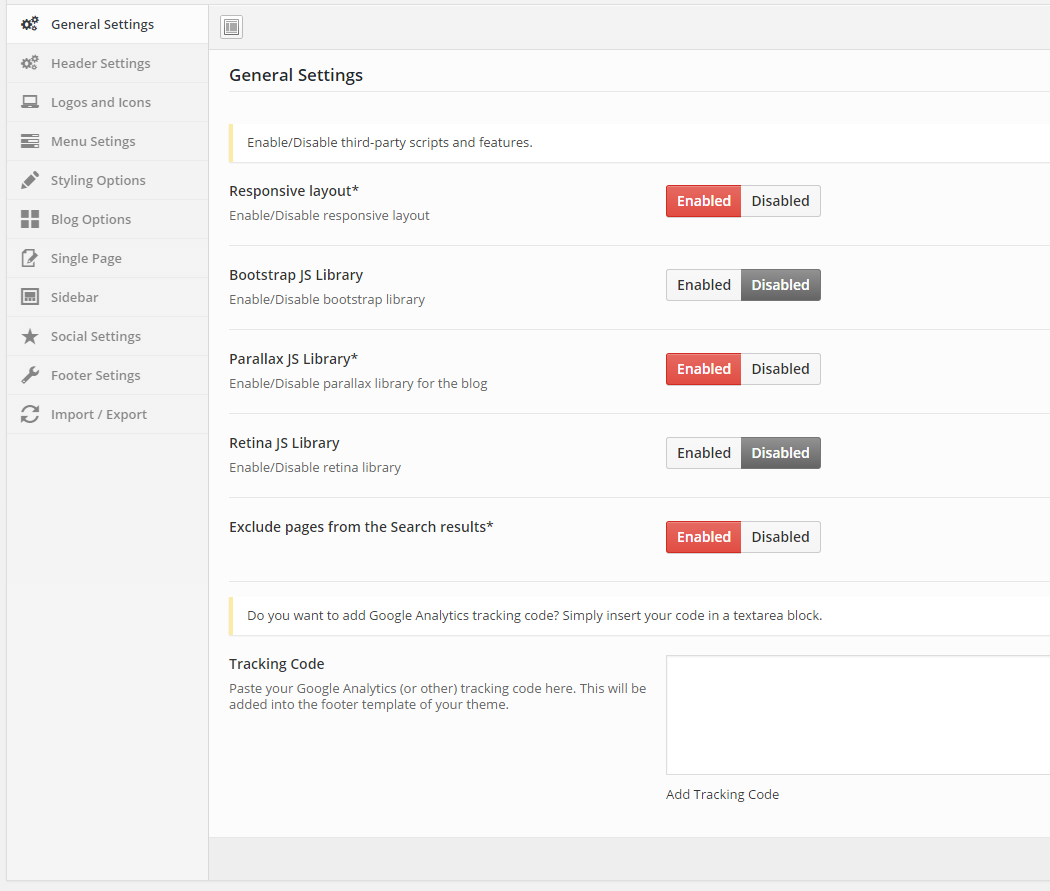 General Settings
Header Settings
Logos and Icons
Menu Setings
Styling Options
Blog Options
Single Page
Sidebar
Social Settings
Footer Setings
Import / Export
General Settings
Enable/Disable third-party scripts and features.
Responsive layout*
Enable/Disable responsive layout
Enabled Disabled
Bootstrap JS Library
Enable/Disable bootstrap library
Enabled Disabled
Parallax JS Library*
Enable/Disable parallax library for the blog
Enabled Disabled
Retina JS Library
Enable/Disable retina library
Enabled Disabled
Exclude pages from the Search results*
Enabled Disabled
Do you want to add Google Analytics tracking code? Simply insert your code in a textarea block.
Tracking Code
Paste your Google Analytics (or other) tracking code here. This will be
added into the footer template of your theme.
Add Tracking Code